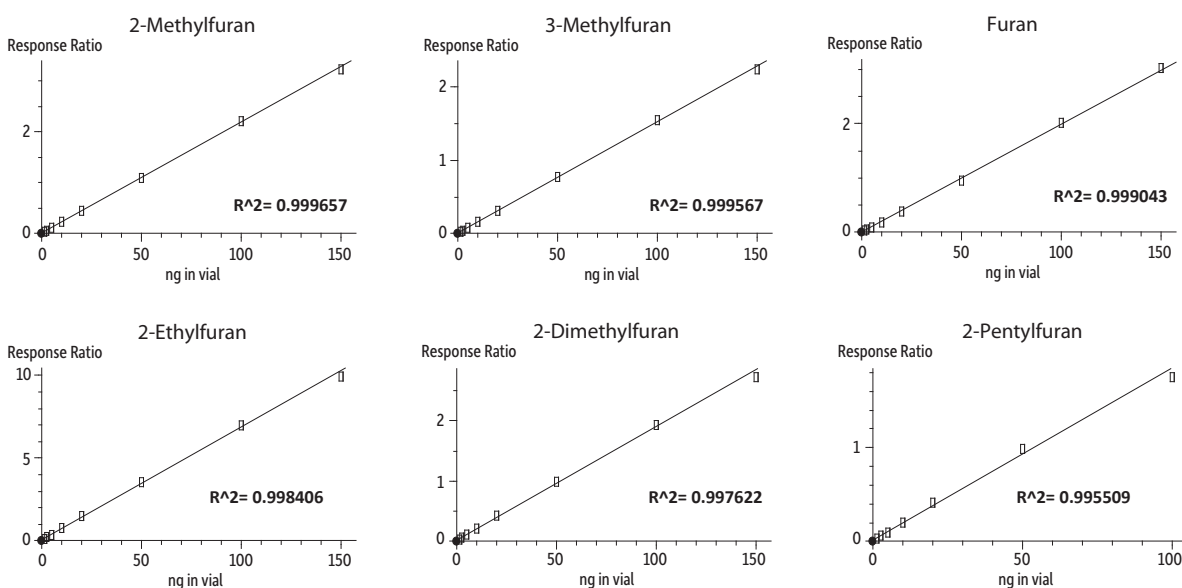 2-Methylfuran
Response Ratio
2
0
R^2= 0.999657
0 50 100 150
ng in vial
3-Methylfuran
Response Ratio
2
1
0
R^2= 0.999567
0 50 100 150
ng in vial
Furan
Response Ratio
2
0
R^2= 0.999043
0 50 100 150
ng in vial
2-Ethylfuran
Response Ratio
10
5
0
R^2= 0.998406
0 50 100 150
ng in vial
2-Dimethylfuran
Response Ratio
2
1
0
R^2= 0.997622
0 50 100 150
ng in vial
2-Pentylfuran
Response Ratio
1
0
R^2= 0.995509
0 50 100
ng in vial